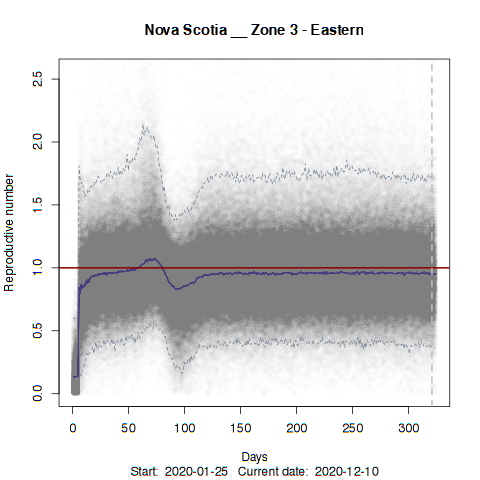 Nova Scotia __ Zone 3 - Eastern
Reproductive number
2.5
2.0
1.5
1.0
0.5
0.0
0 50 100 150 200 250 300
Days
Start: 2020-01-25 Current date: 2020-12-10